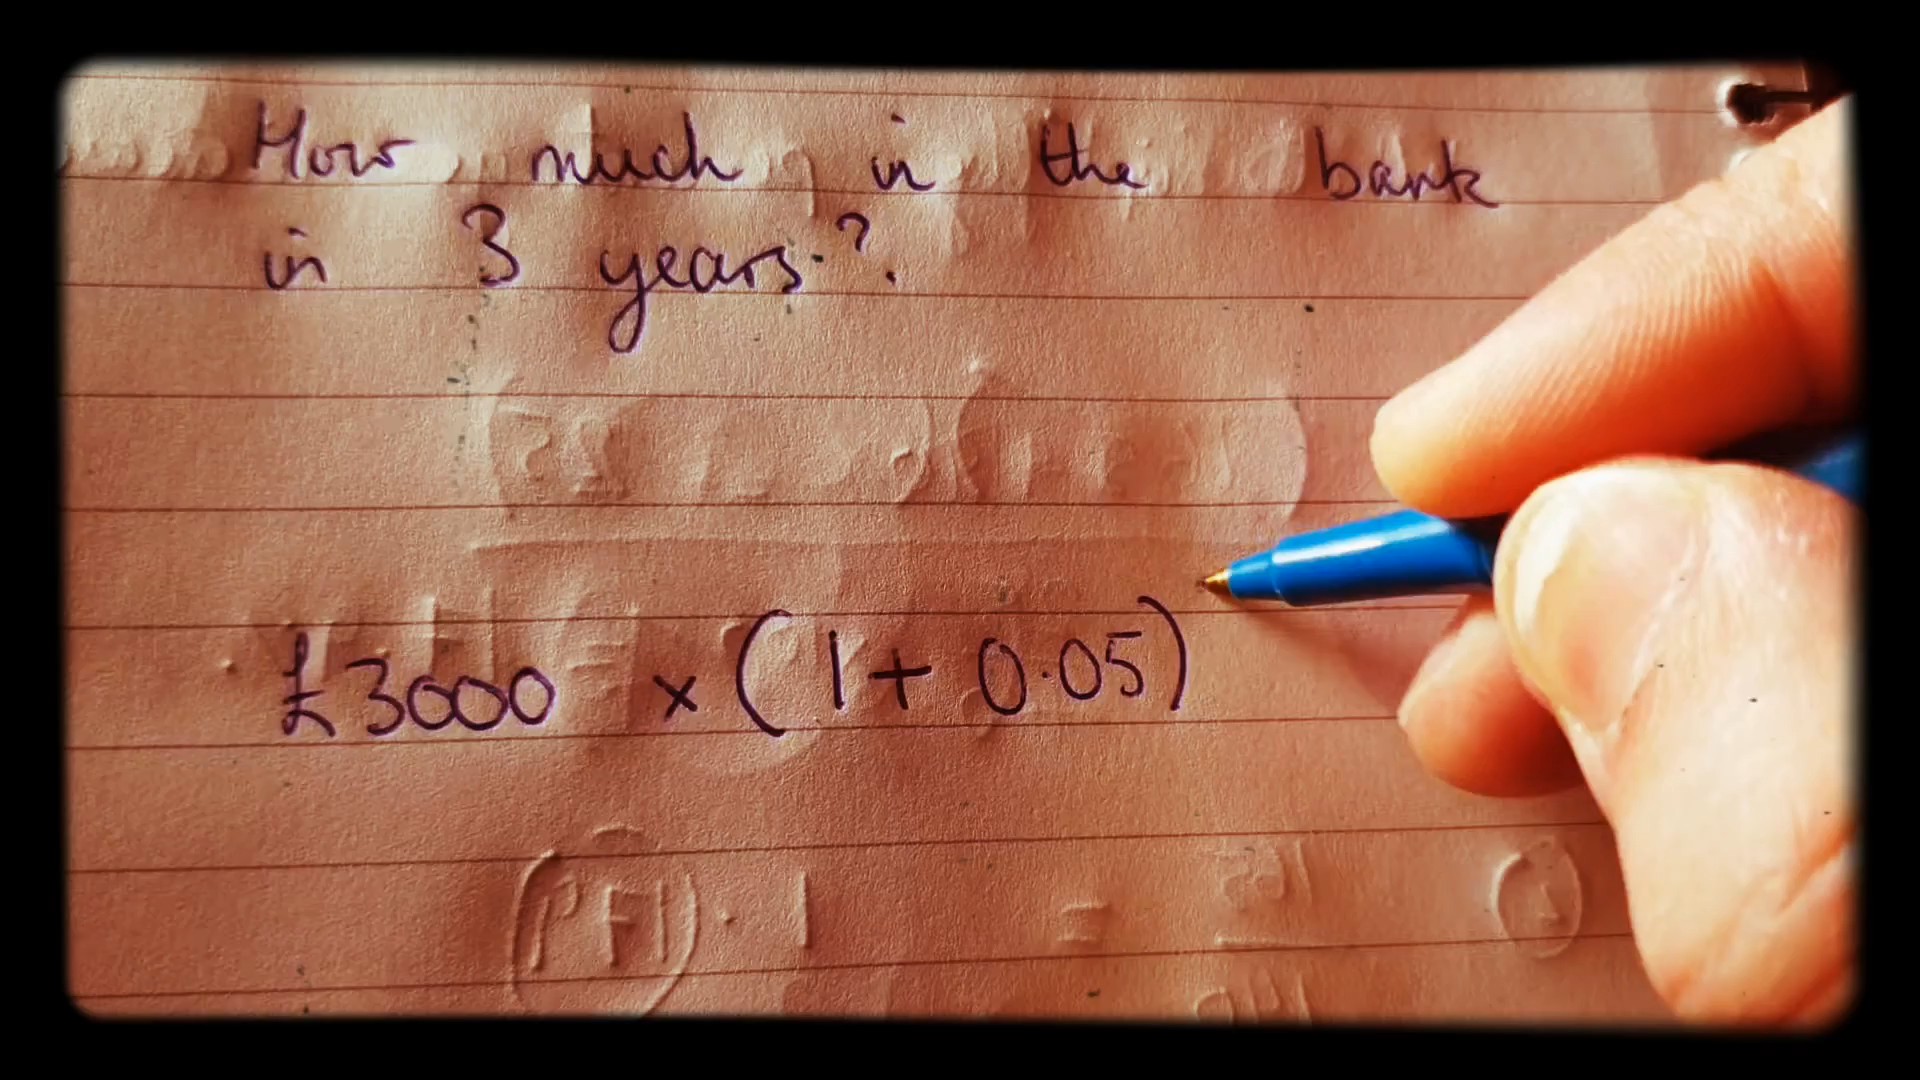 How much in the bank
in 3 years?
£3000 × (1 + 0.05)